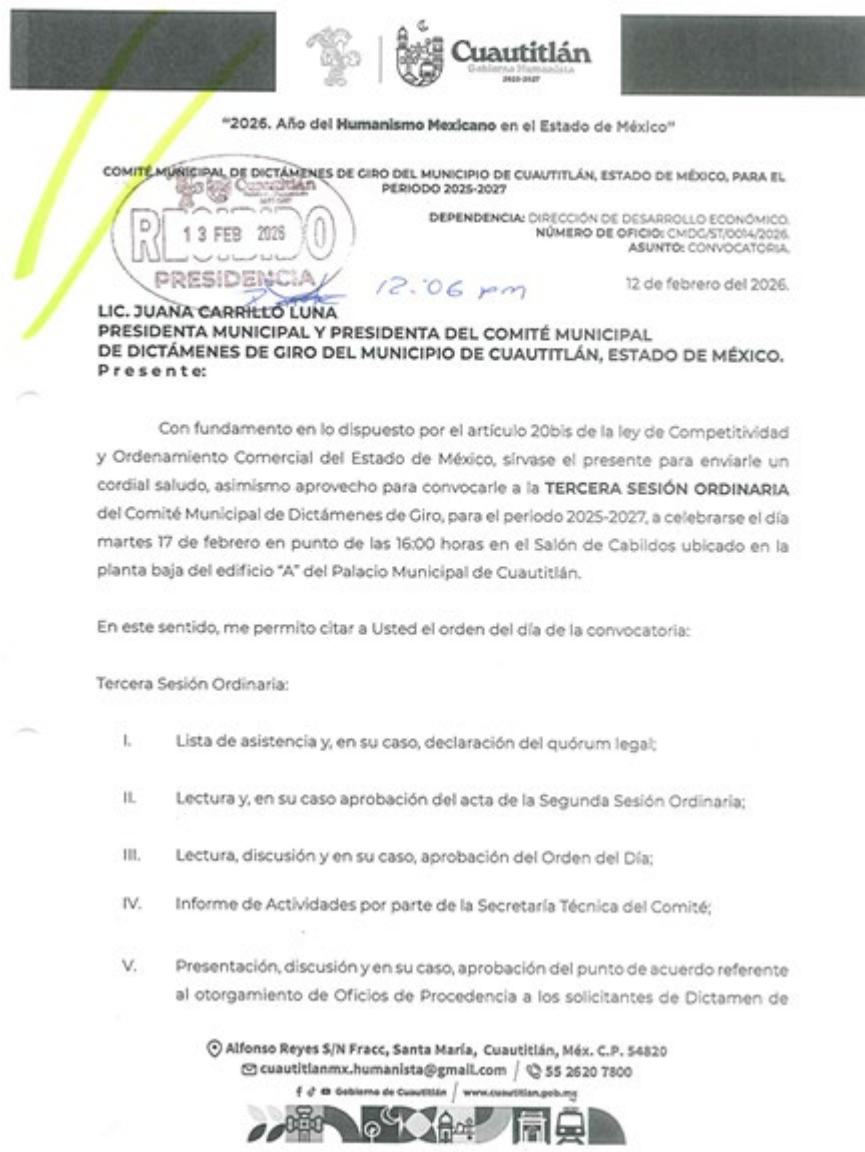 Cuautitlán
Gobierno Humanista
2025-2027
"2026. Año del Humanismo Mexicano en el Estado de México"
COMITÉ MUNICIPAL DE DICTÁMENES DE GIRO DEL MUNICIPIO DE CUAUTITLÁN, ESTADO DE MÉXICO, PARA EL
PERIODO 2025-2027
DEPENDENCIA: DIRECCIÓN DE DESARROLLO ECONÓMICO.
NÚMERO DE OFICIO: CMDG/ST/0014/2026.
ASUNTO: CONVOCATORIA.
Cuautitlán
RECIBIDO
13 FEB 2026
PRESIDENCIA
12:06 pm
12 de febrero del 2026.
LIC. JUANA CARRILLO LUNA
PRESIDENTA MUNICIPAL Y PRESIDENTA DEL COMITÉ MUNICIPAL
DE DICTÁMENES DE GIRO DEL MUNICIPIO DE CUAUTITLÁN, ESTADO DE MÉXICO.
P r e s e n t e:
Con fundamento en lo dispuesto por el artículo 20bis de la ley de Competitividad
y Ordenamiento Comercial del Estado de México, sírvase el presente para enviarle un
cordial saludo, asimismo aprovecho para convocarle a la TERCERA SESIÓN ORDINARIA
del Comité Municipal de Dictámenes de Giro, para el periodo 2025-2027, a celebrarse el día
martes 17 de febrero en punto de las 16:00 horas en el Salón de Cabildos ubicado en la
planta baja del edificio "A" del Palacio Municipal de Cuautitlán.
En este sentido, me permito citar a Usted el orden del día de la convocatoria:
Tercera Sesión Ordinaria:
I. Lista de asistencia y, en su caso, declaración del quórum legal;
II. Lectura y, en su caso aprobación del acta de la Segunda Sesión Ordinaria;
III. Lectura, discusión y en su caso, aprobación del Orden del Día;
IV. Informe de Actividades por parte de la Secretaría Técnica del Comité;
V. Presentación, discusión y en su caso, aprobación del punto de acuerdo referente
al otorgamiento de Oficios de Procedencia a los solicitantes de Dictamen de
Alfonso Reyes S/N Fracc, Santa María, Cuautitlán, Méx. C.P. 54820
cuautitlanmx.humanista@gmail.com / 55 2620 7800
Gobierno de Cuautitlán / www.cuautitlan.gob.mx